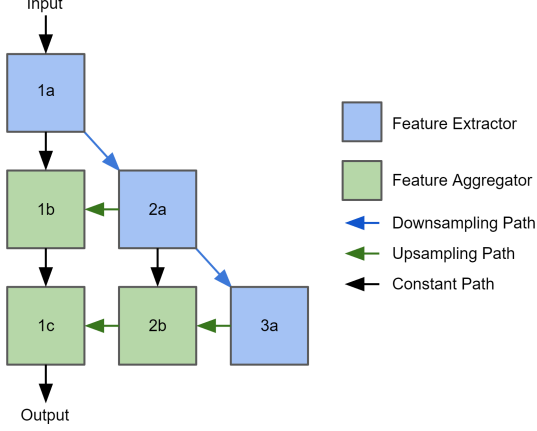 Input
1a
1b
2a
1c
2b
3a
Output
Feature Extractor
Feature Aggregator
Downsampling Path
Upsampling Path
Constant Path